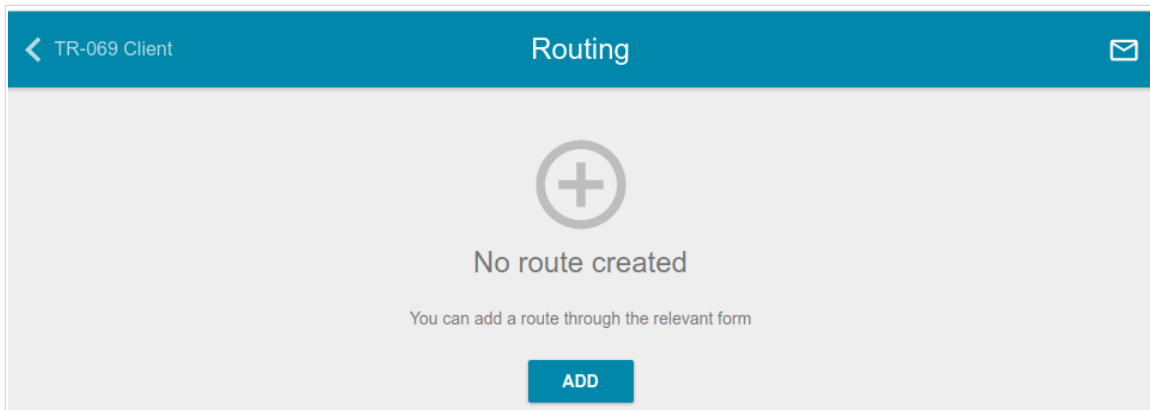 TR-069 Client
Routing
No route created
You can add a route through the relevant form
ADD